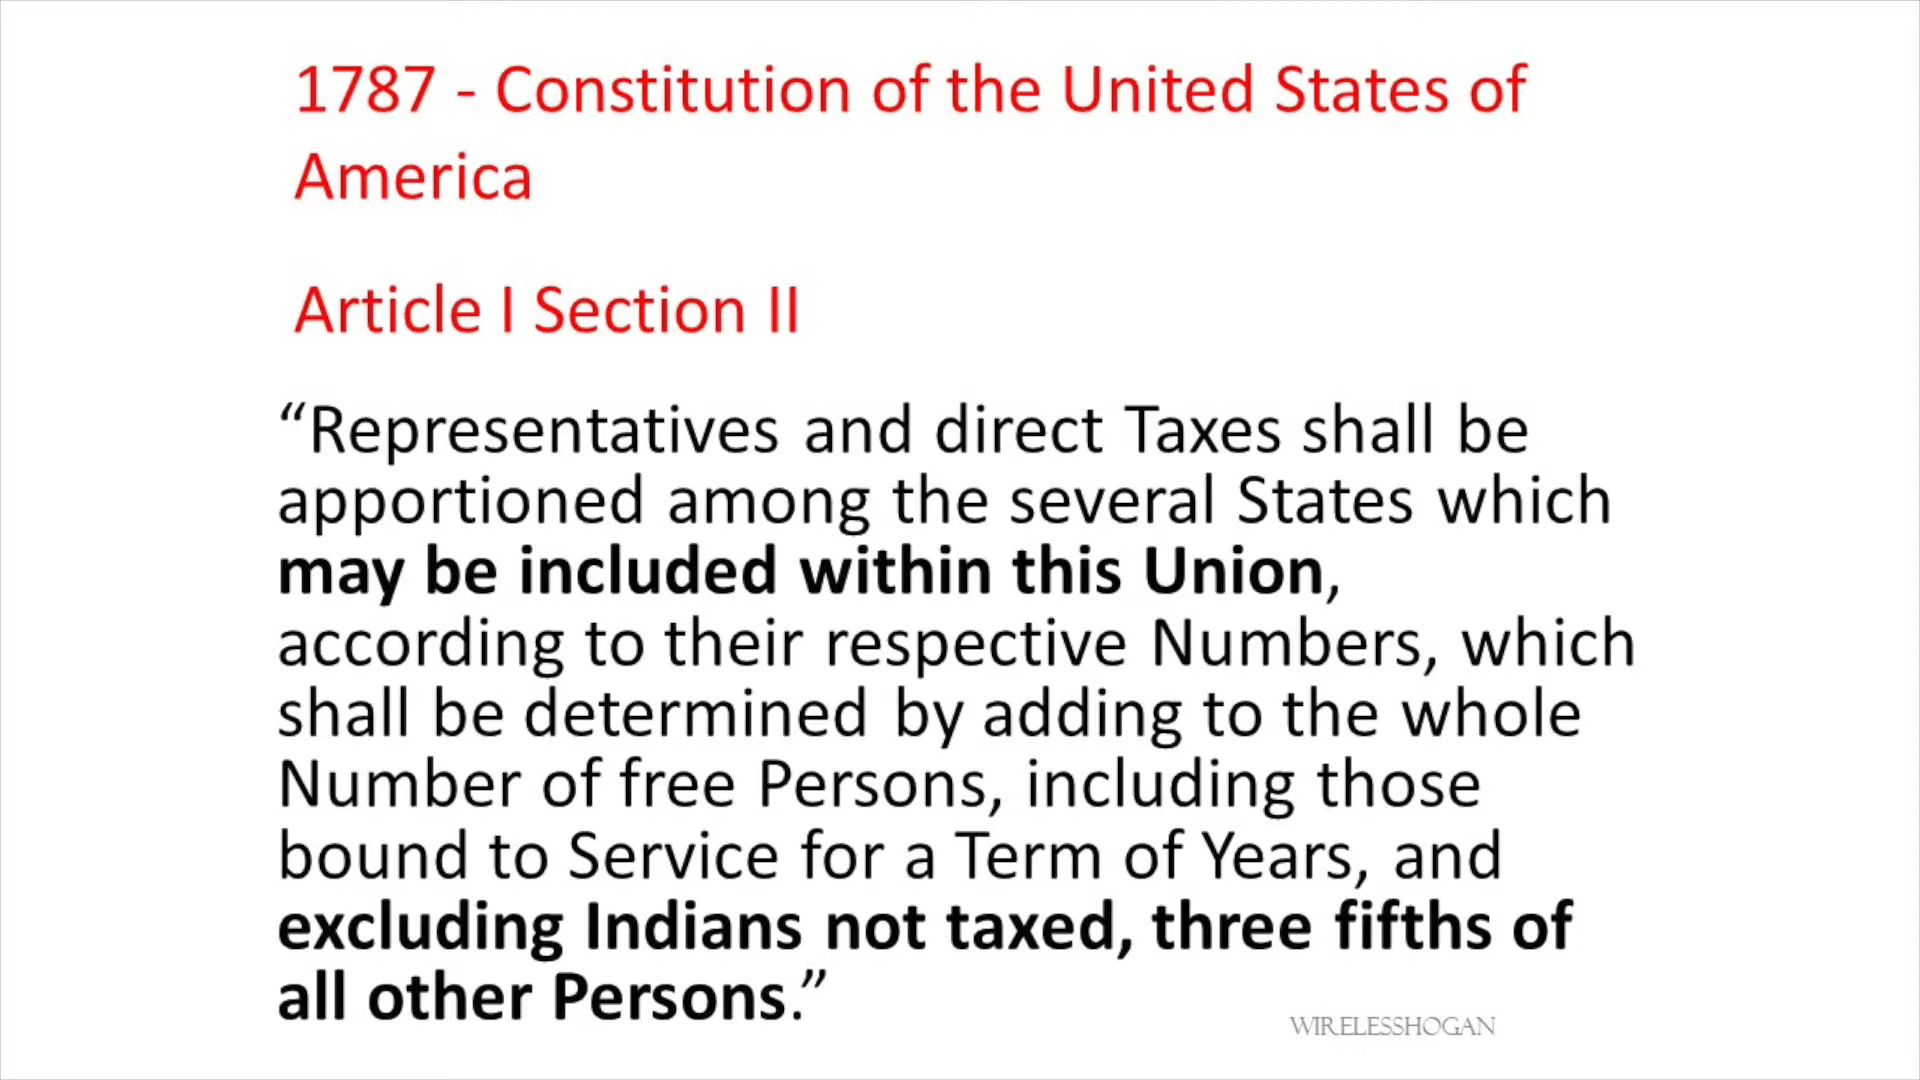 1787 - Constitution of the United States of
America
Article I Section II
“Representatives and direct Taxes shall be
apportioned among the several States which
may be included within this Union,
according to their respective Numbers, which
shall be determined by adding to the whole
Number of free Persons, including those
bound to Service for a Term of Years, and
excluding Indians not taxed, three fifths of
all other Persons.”
WIRELESSHOGAN